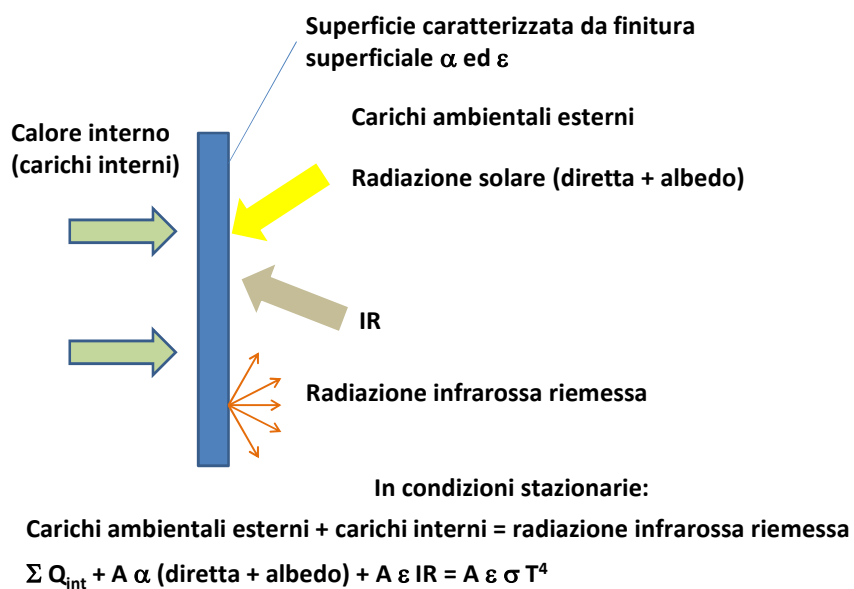 Superficie caratterizzata da finitura
superficiale α ed ε
Carichi ambientali esterni
Calore interno
(carichi interni)
Radiazione solare (diretta + albedo)
IR
Radiazione infrarossa riemessa
In condizioni stazionarie:
Carichi ambientali esterni + carichi interni = radiazione infrarossa riemessa
Σ Q_int + A α (diretta + albedo) + A ε IR = A ε σ T⁴